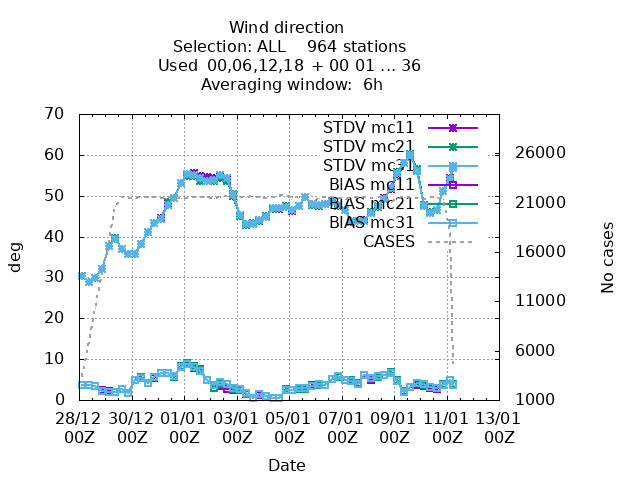 Wind direction
Selection: ALL    964 stations
Used  00,06,12,18 + 00 01 ... 36
Averaging window:  6h
70
60
50
40
30
20
10
0
deg
STDV mc11
STDV mc21
STDV mc31
BIAS mc11
BIAS mc21
BIAS mc31
CASES
26000
21000
16000
11000
6000
1000
No cases
28/12 30/12 01/01 03/01 05/01 07/01 09/01 11/01 13/01
00Z 00Z 00Z 00Z 00Z 00Z 00Z 00Z 00Z
Date